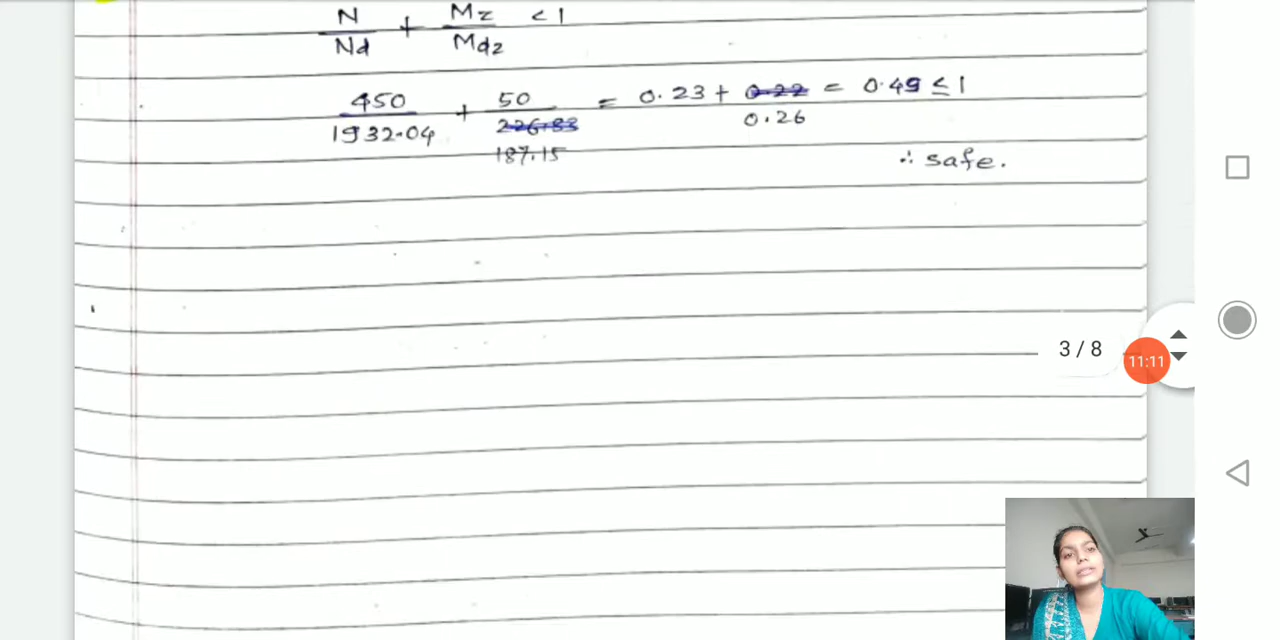 N/Nd + Mz/Mdz < 1
450/1932.04 + 50/226.83 187.15 = 0.23 + 0.22 0.26 = 0.49 ≤ 1
∴ safe.
3 / 8
11:11